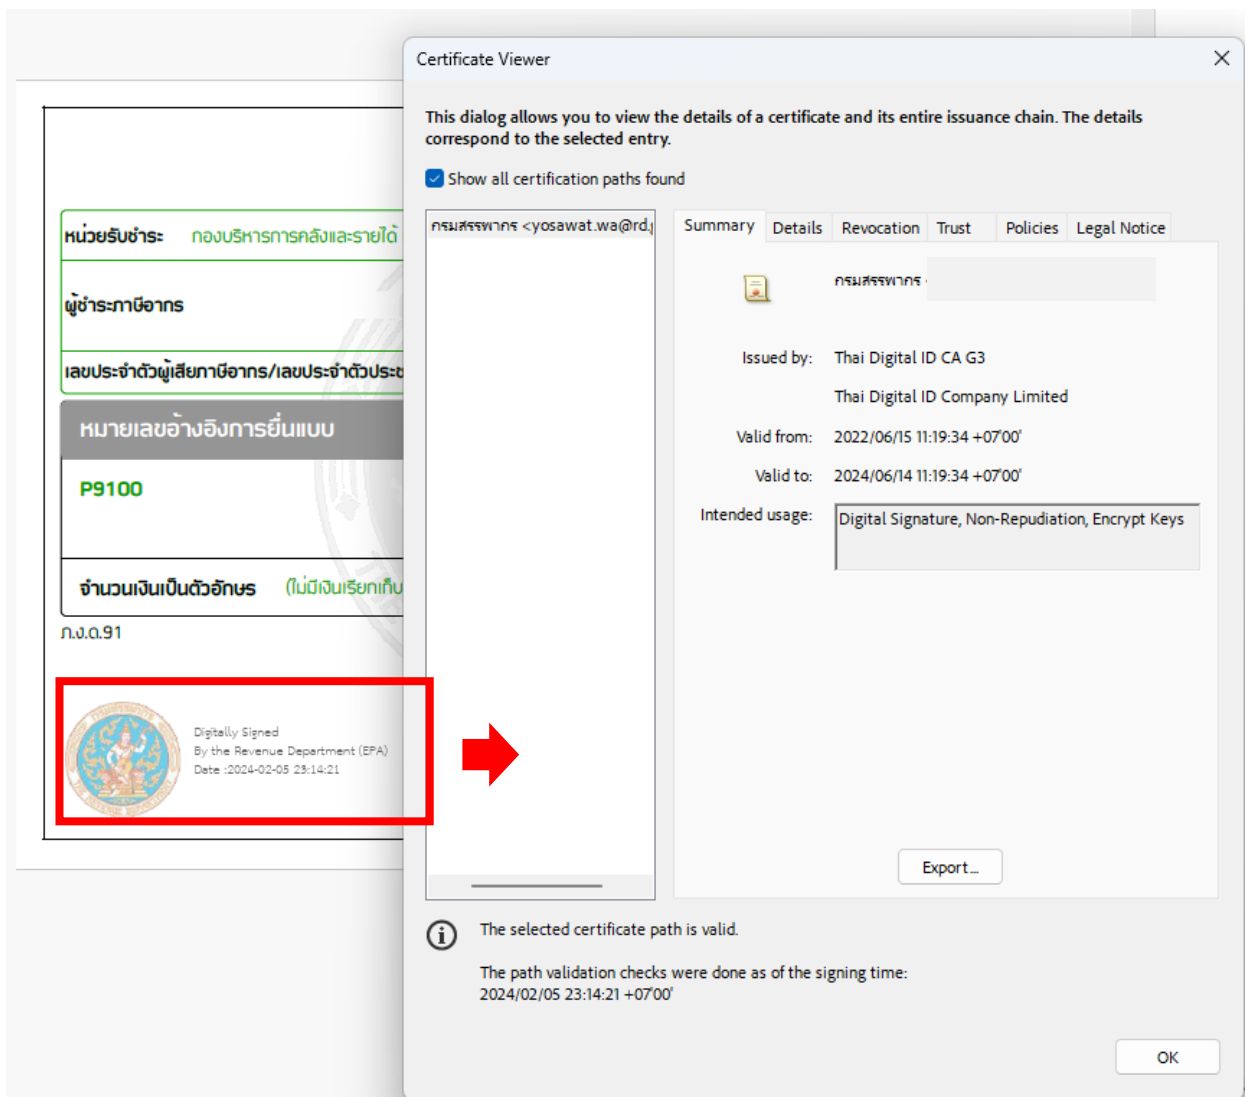 Certificate Viewer
This dialog allows you to view the details of a certificate and its entire issuance chain. The details
correspond to the selected entry.
Show all certification paths found
กรมสรรพากร <yosawat.wa@rd.g
Summary Details Revocation Trust Policies Legal Notice
กรมสรรพากร
Issued by: Thai Digital ID CA G3
Thai Digital ID Company Limited
Valid from: 2022/06/15 11:19:34 +07'00'
Valid to: 2024/06/14 11:19:34 +07'00'
Intended usage: Digital Signature, Non-Repudiation, Encrypt Keys
Export...
The selected certificate path is valid.
The path validation checks were done as of the signing time:
2024/02/05 23:14:21 +07'00'
OK
หน่วยรับชำระ กองบริหารการคลังและรายได้
ผู้ชำระภาษีอากร
เลขประจำตัวผู้เสียภาษีอากร/เลขประจำตัวประช
หมายเลขอ้างอิงการยื่นแบบ
P9100
จำนวนเงินเป็นตัวอักษร (ไม่มีเงินเรียกเก็บ
ภ.ง.ด.91
Digitally Signed
By the Revenue Department (EPA)
Date :2024-02-05 23:14:21